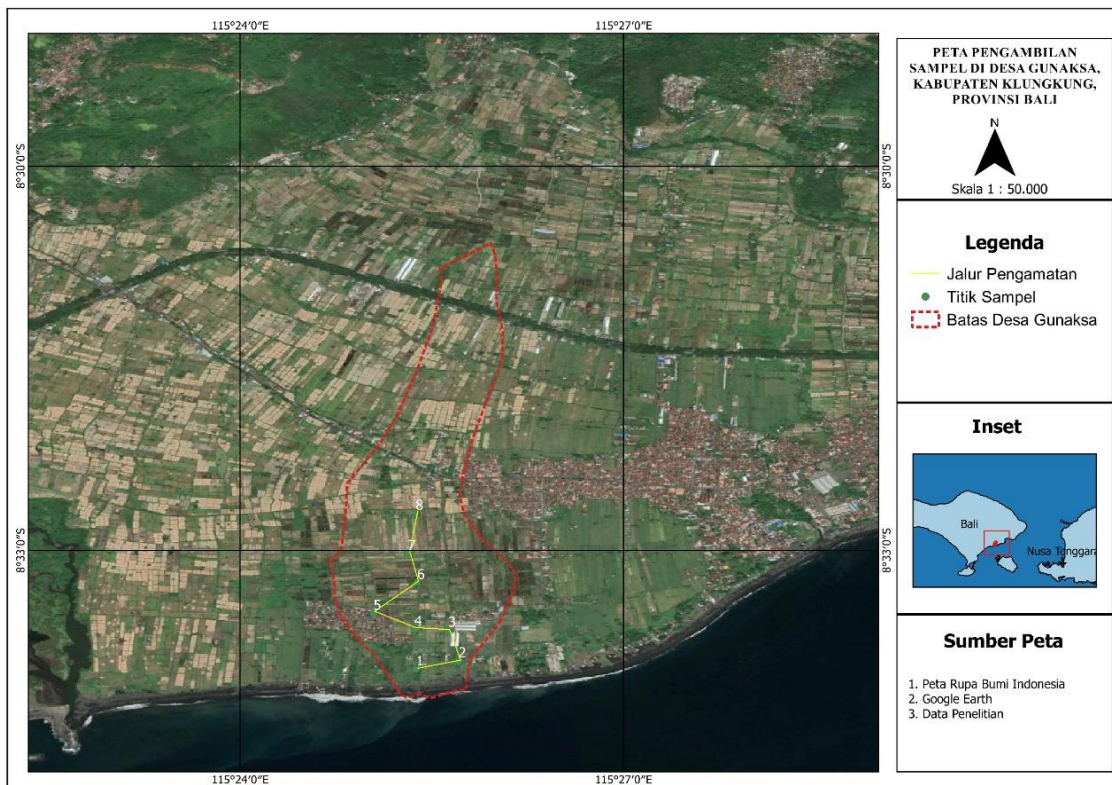 115°24'0"E
115°27'0"E
8°30'0"S
8°30'0"S
8°33'0"S
8°33'0"S
8
7
6
5
4
3
2
1
115°24'0"E
115°27'0"E
PETA PENGAMBILAN
SAMPEL DI DESA GUNAKSA,
KABUPATEN KLUNGKUNG,
PROVINSI BALI
N
Skala 1 : 50.000
Legenda
Jalur Pengamatan
Titik Sampel
Batas Desa Gunaksa
Inset
Bali
Nusa Tenggara
Sumber Peta
1. Peta Rupa Bumi Indonesia
2. Google Earth
3. Data Penelitian